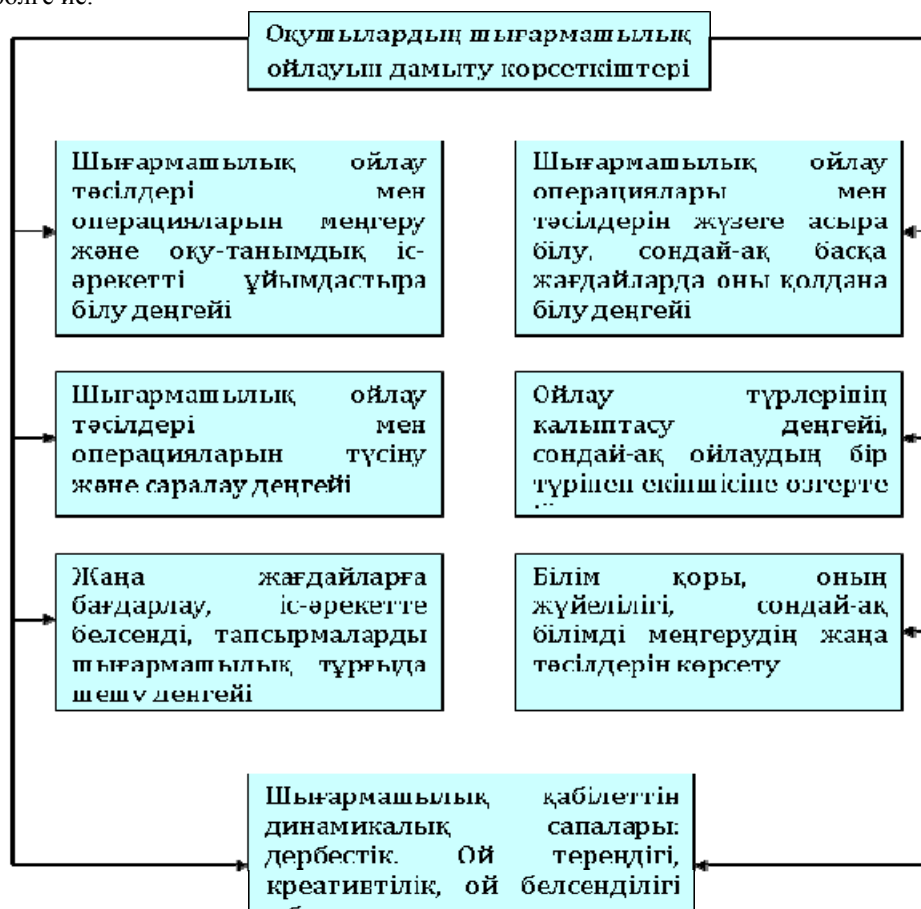 Оқушылардың шығармашылық
ойлауын дамыту көрсеткіштері
Шығармашылық ойлау
тәсілдері мен
операцияларын меңгеру
және оқу-танымдық іс-
әрекетті ұйымдастыра
білу деңгейі
Шығармашылық ойлау
операциялары мен
тәсілдерін жүзеге асыра
білу, сондай-ақ басқа
жағдайларда оны қолдана
білу деңгейі
Шығармашылық ойлау
тәсілдері мен
операцияларын түсіну
және саралау деңгейі
Ойлау түрлерінің
қалыптасу деңгейі,
сондай-ақ ойлаудың бір
түрінен екіншісіне өзгерте
Жаңа жағдайларға
бағдарлау, іс-әрекетте
белсенді, тапсырмаларды
шығармашылық тұрғыда
шешу деңгейі
Білім қоры, оның
жүйелілігі, сондай-ақ
білімді меңгерудің жаңа
тәсілдерін көрсету
Шығармашылық қабілеттін
динамикалық сапалары:
дербестік. Ой тереңдігі,
креативтілік, ой белсенділігі